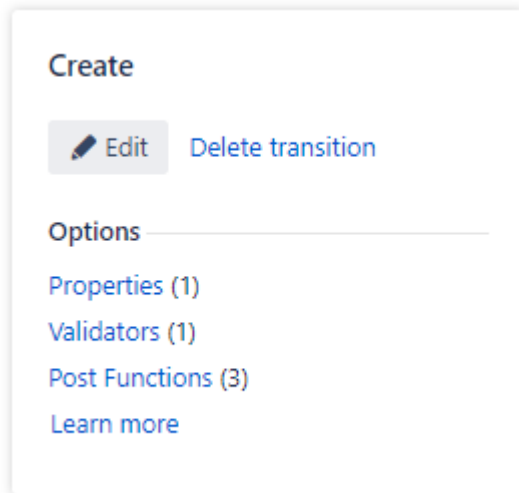 Create
Edit Delete transition
Options
Properties (1)
Validators (1)
Post Functions (3)
Learn more